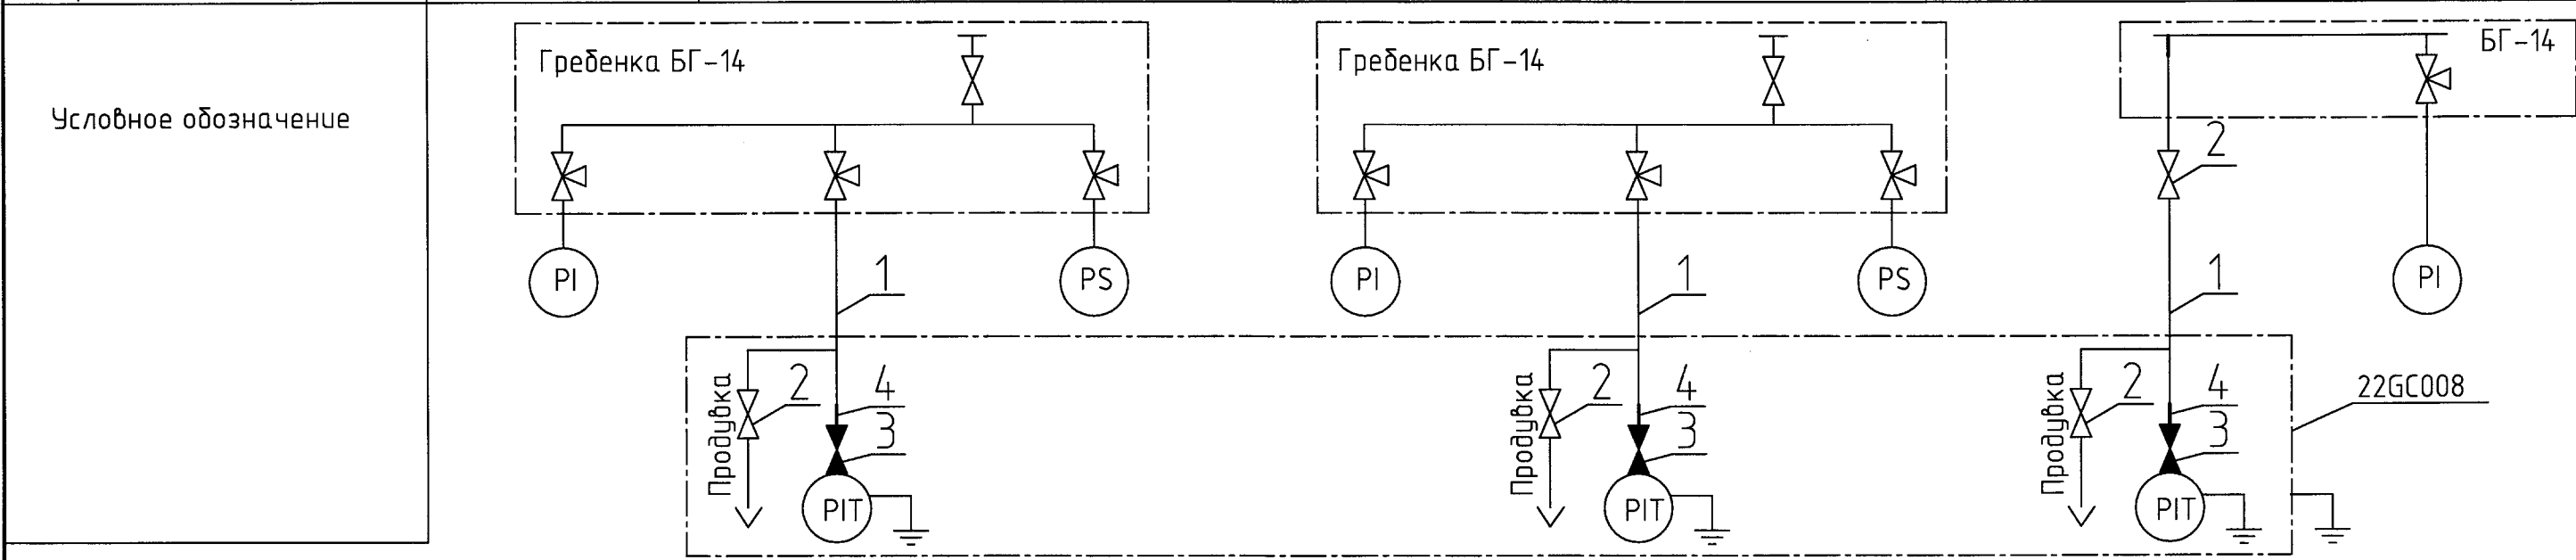 Условное обозначение
Гребенка БГ-14
Гребенка БГ-14
БГ-14
2
PI
1
PS
PI
1
PS
1
PI
Продувка
2
4
3
PIT
Продувка
2
4
3
PIT
Продувка
2
4
3
PIT
22GC008